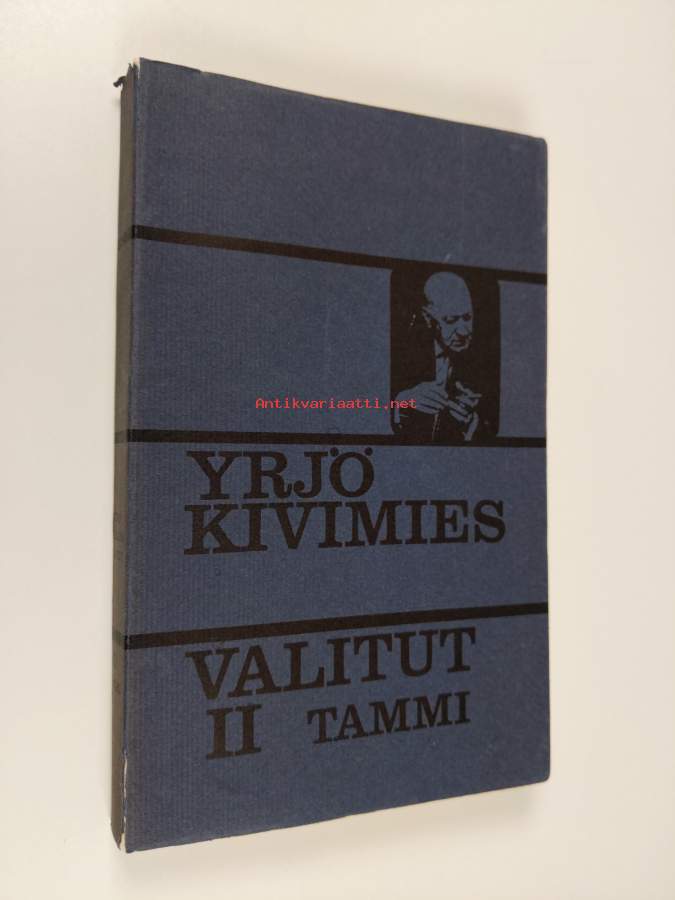 Antikvariaatti.net
YRJÖ
KIVIMIES
VALITUT
II TAMMI